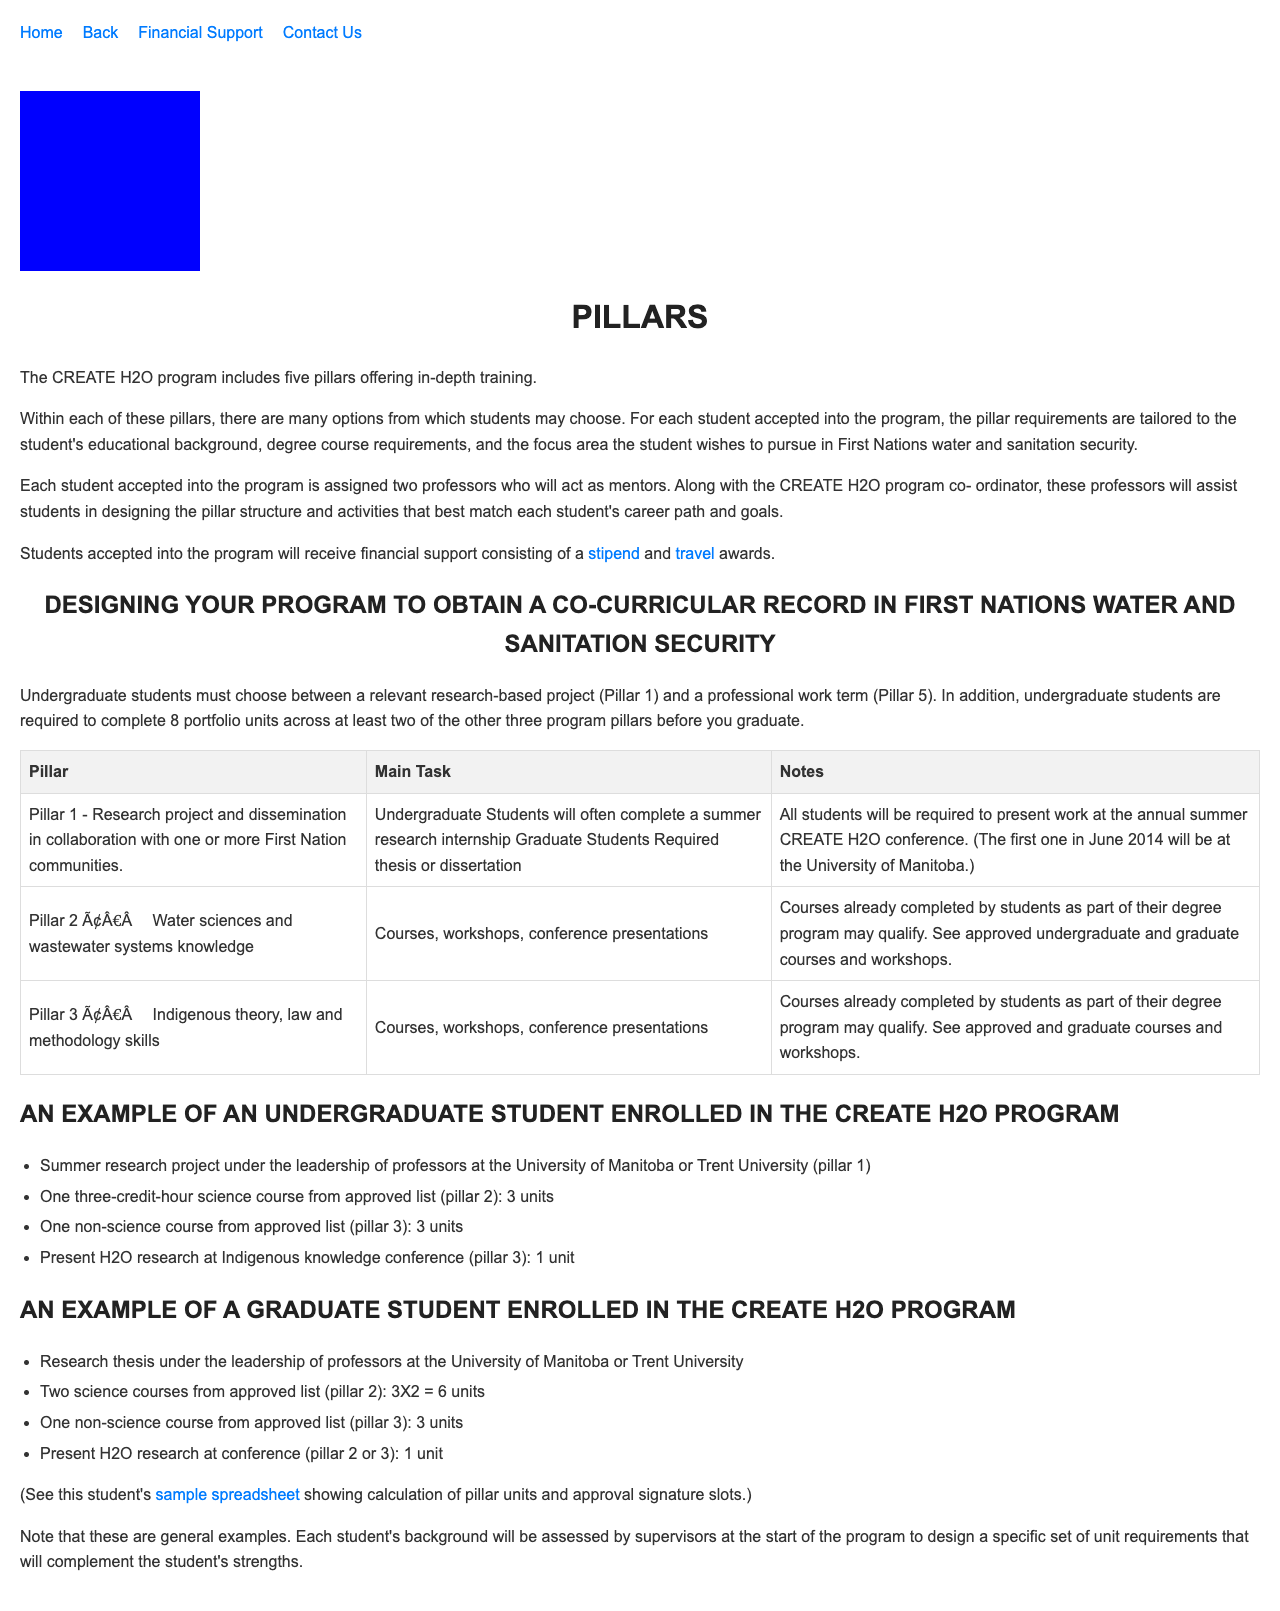 Home Back Financial Support Contact Us
PILLARS
The CREATE H2O program includes five pillars offering in-depth training.
Within each of these pillars, there are many options from which students may choose. For each student accepted into the program, the pillar requirements are tailored to the
student's educational background, degree course requirements, and the focus area the student wishes to pursue in First Nations water and sanitation security.
Each student accepted into the program is assigned two professors who will act as mentors. Along with the CREATE H2O program co- ordinator, these professors will assist
students in designing the pillar structure and activities that best match each student's career path and goals.
Students accepted into the program will receive financial support consisting of a stipend and travel awards.
DESIGNING YOUR PROGRAM TO OBTAIN A CO-CURRICULAR RECORD IN FIRST NATIONS WATER AND
SANITATION SECURITY
Undergraduate students must choose between a relevant research-based project (Pillar 1) and a professional work term (Pillar 5). In addition, undergraduate students are
required to complete 8 portfolio units across at least two of the other three program pillars before you graduate.
Pillar Main Task Notes
Pillar 1 - Research project and dissemination
in collaboration with one or more First Nation
communities.
Undergraduate Students will often complete a summer
research internship Graduate Students Required
thesis or dissertation
All students will be required to present work at the annual summer
CREATE H2O conference. (The first one in June 2014 will be at
the University of Manitoba.)
Pillar 2 Ã¢Â€Â Water sciences and
wastewater systems knowledge
Courses, workshops, conference presentations
Courses already completed by students as part of their degree
program may qualify. See approved undergraduate and graduate
courses and workshops.
Pillar 3 Ã¢Â€Â Indigenous theory, law and
methodology skills
Courses, workshops, conference presentations
Courses already completed by students as part of their degree
program may qualify. See approved and graduate courses and
workshops.
AN EXAMPLE OF AN UNDERGRADUATE STUDENT ENROLLED IN THE CREATE H2O PROGRAM
• Summer research project under the leadership of professors at the University of Manitoba or Trent University (pillar 1)
• One three-credit-hour science course from approved list (pillar 2): 3 units
• One non-science course from approved list (pillar 3): 3 units
• Present H2O research at Indigenous knowledge conference (pillar 3): 1 unit
AN EXAMPLE OF A GRADUATE STUDENT ENROLLED IN THE CREATE H2O PROGRAM
• Research thesis under the leadership of professors at the University of Manitoba or Trent University
• Two science courses from approved list (pillar 2): 3X2 = 6 units
• One non-science course from approved list (pillar 3): 3 units
• Present H2O research at conference (pillar 2 or 3): 1 unit
(See this student's sample spreadsheet showing calculation of pillar units and approval signature slots.)
Note that these are general examples. Each student's background will be assessed by supervisors at the start of the program to design a specific set of unit requirements that
will complement the student's strengths.